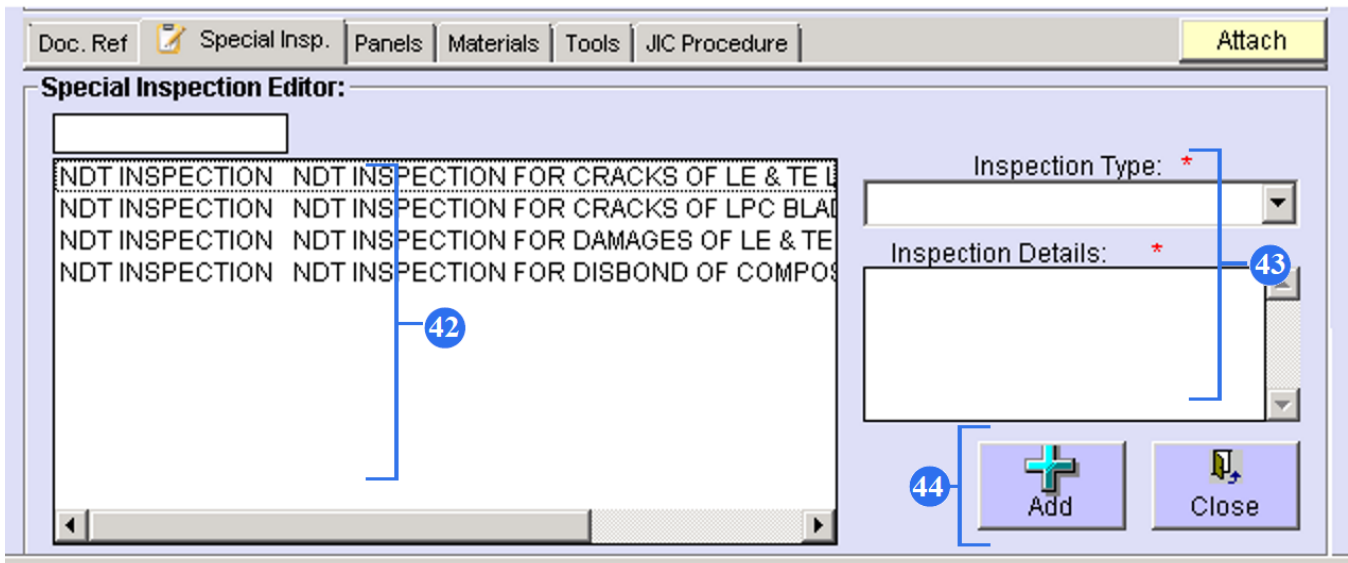 Doc. Ref Special Insp. Panels Materials Tools JIC Procedure Attach
Special Inspection Editor:
NDT INSPECTION NDT INSPECTION FOR CRACKS OF LE & TE L
NDT INSPECTION NDT INSPECTION FOR CRACKS OF LPC BLAD
NDT INSPECTION NDT INSPECTION FOR DAMAGES OF LE & TE
NDT INSPECTION NDT INSPECTION FOR DISBOND OF COMPOS
42
Inspection Type: *
Inspection Details: *
43
44
Add
Close